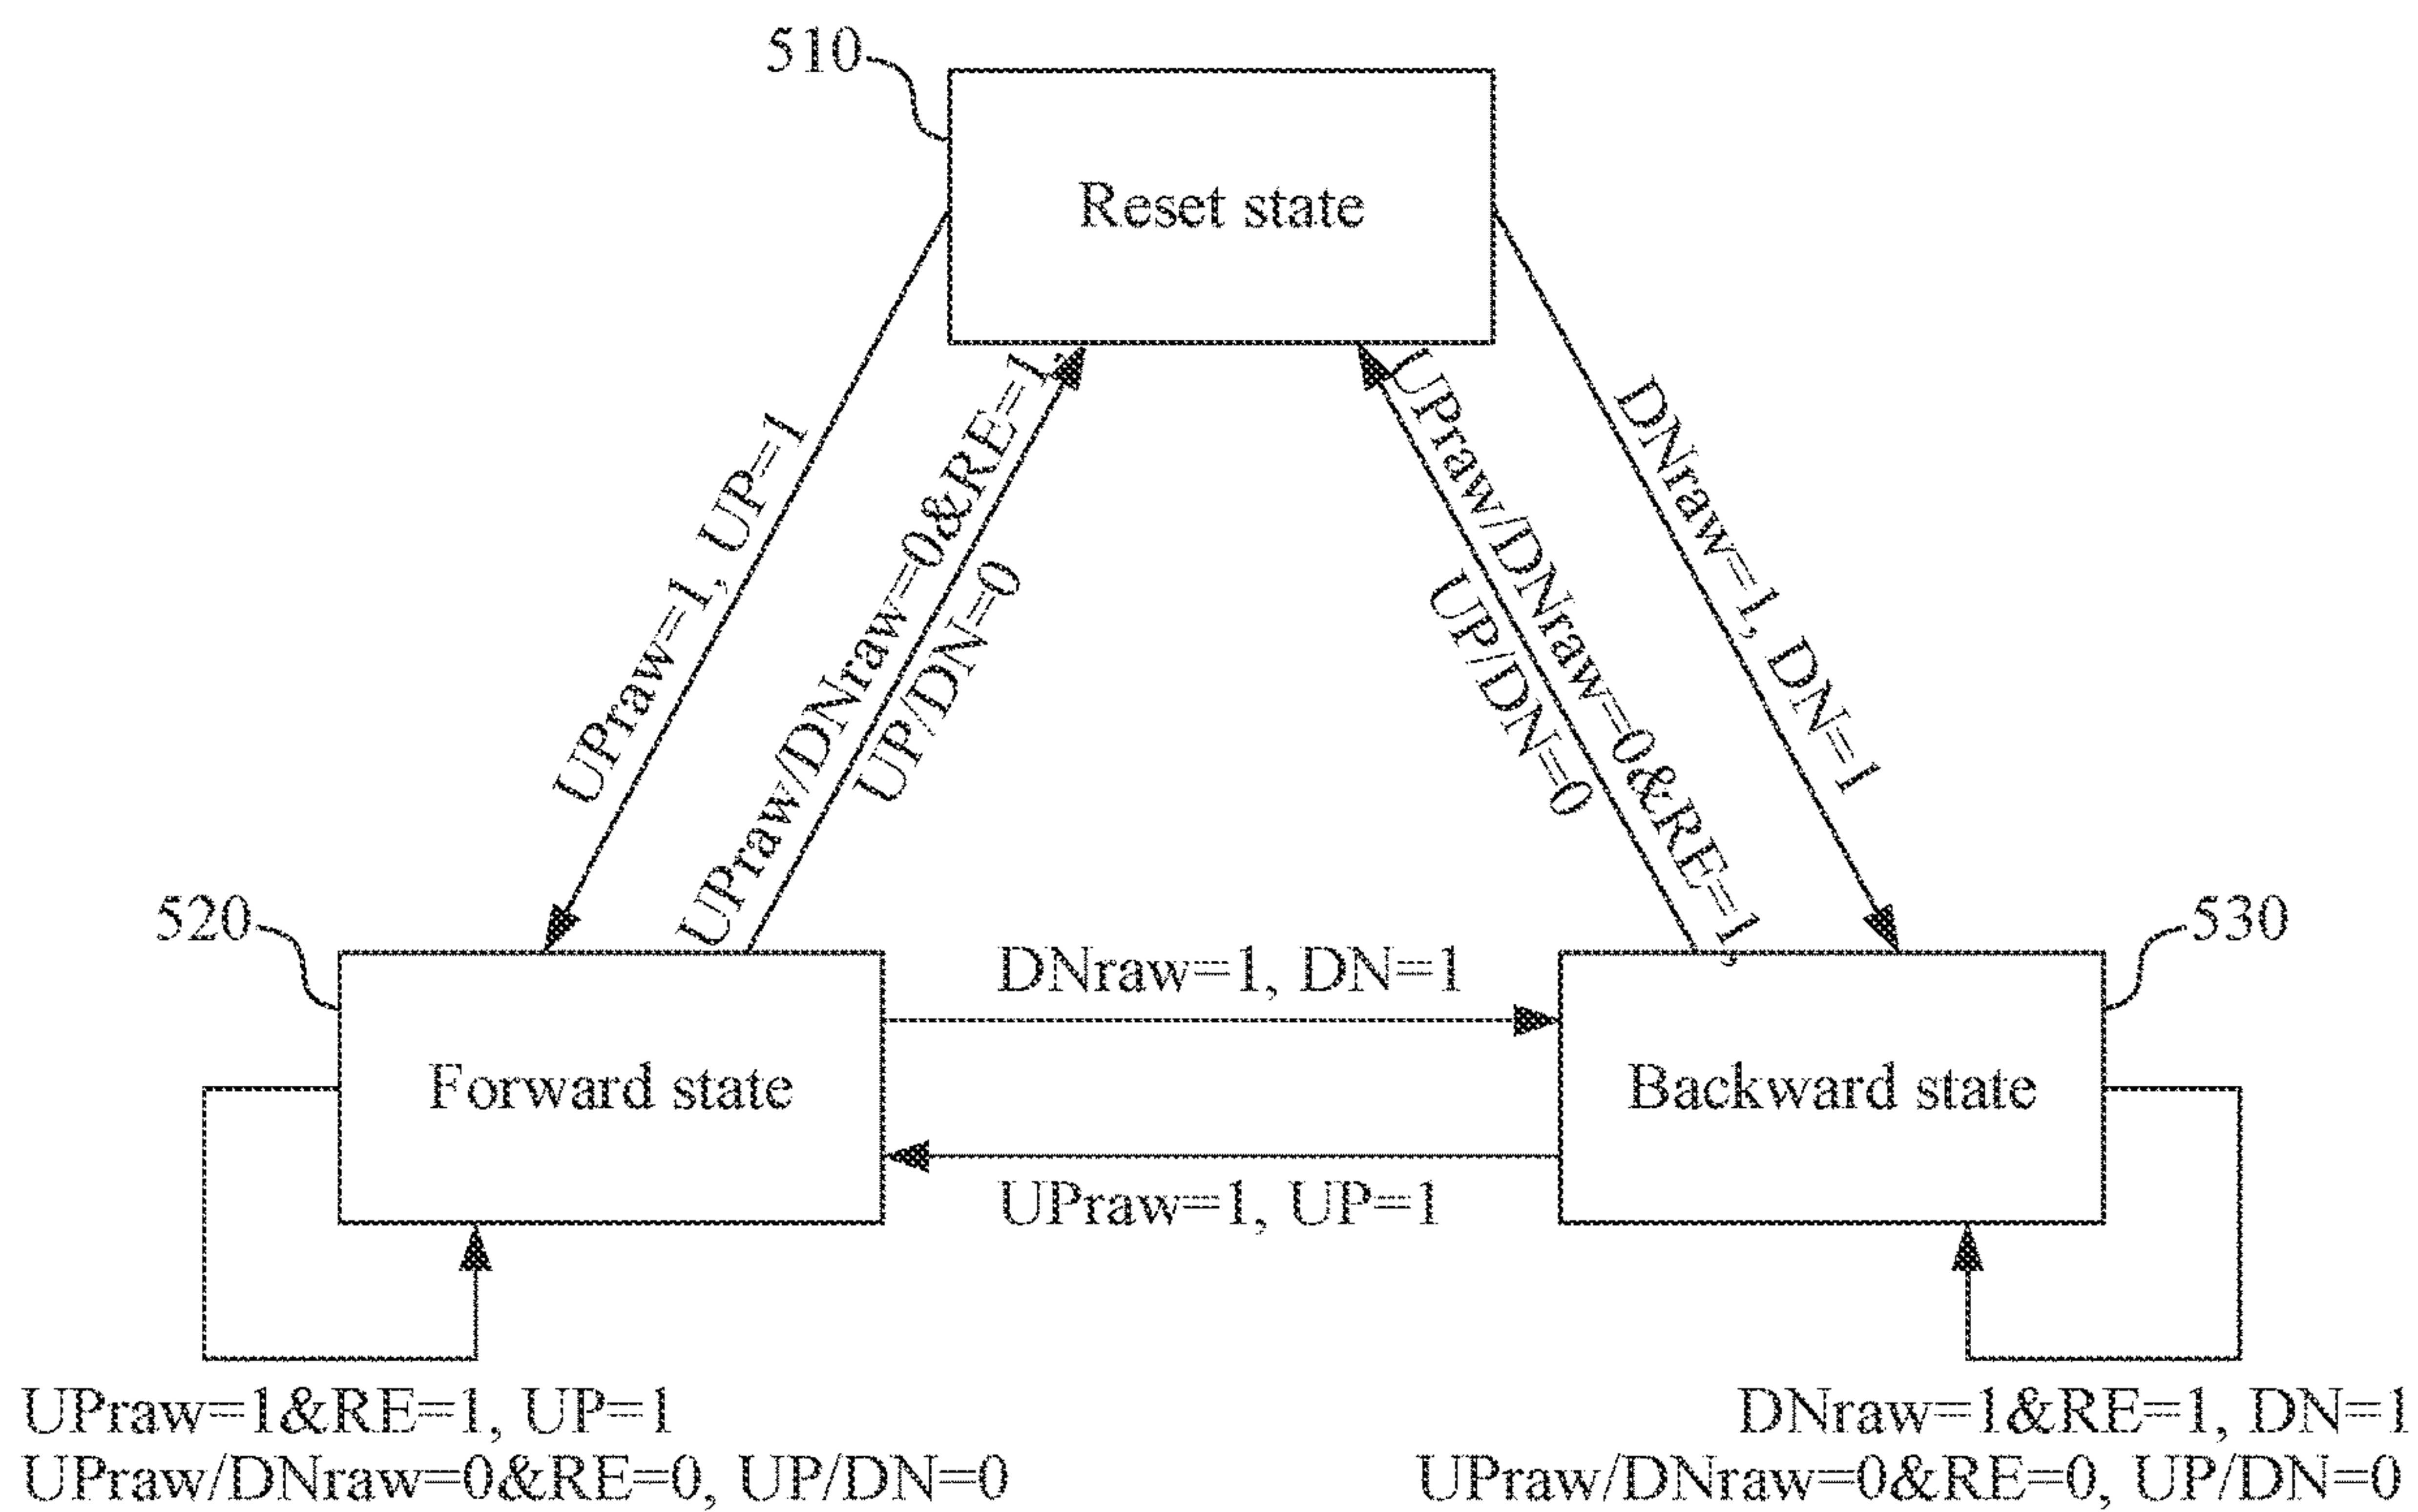 510
Reset state
UPraw=1, UP=1
UPraw/DNraw=0&RE=1,
UP/DN=0
UPraw/DNraw=0&RE=1,
UP/DN=0
DNraw=1, DN=1
520
530
DNraw=1, DN=1
Forward state
Backward state
UPraw=1, UP=1
UPraw=1&RE=1, UP=1
UPraw/DNraw=0&RE=0, UP/DN=0
DNraw=1&RE=1, DN=1
UPraw/DNraw=0&RE=0, UP/DN=0